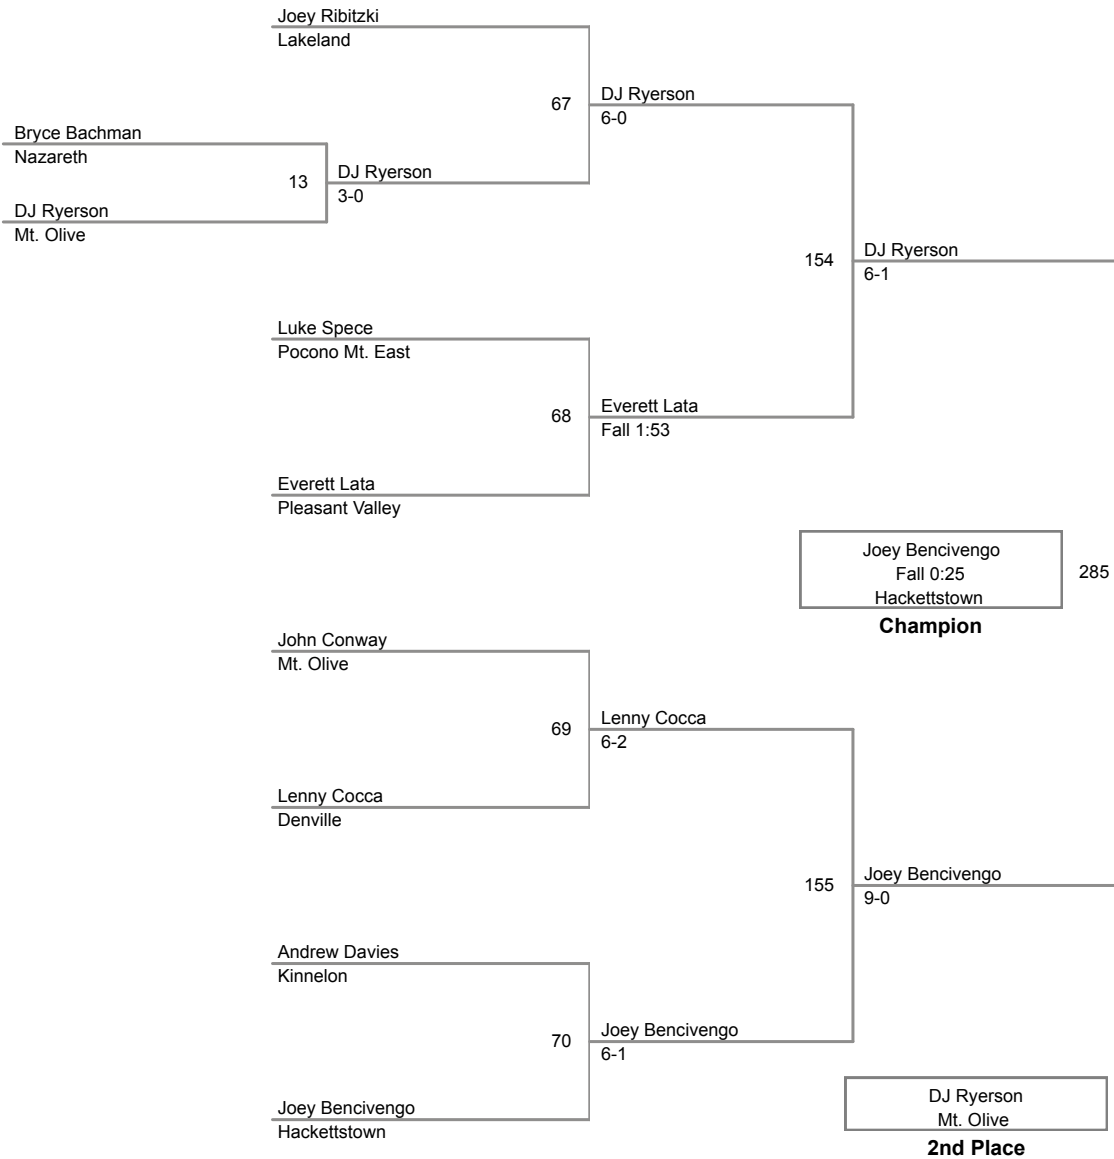 Joey Ribitzki
Lakeland
67
DJ Ryerson
6-0
Bryce Bachman
Nazareth
13
DJ Ryerson
3-0
DJ Ryerson
Mt. Olive
154
DJ Ryerson
6-1
Luke Spece
Pocono Mt. East
68
Everett Lata
Fall 1:53
Everett Lata
Pleasant Valley
Joey Bencivengo
Fall 0:25
Hackettstown
285
Champion
John Conway
Mt. Olive
69
Lenny Cocca
6-2
Lenny Cocca
Denville
155
Joey Bencivengo
9-0
Andrew Davies
Kinnelon
70
Joey Bencivengo
6-1
Joey Bencivengo
Hackettstown
DJ Ryerson
Mt. Olive
2nd Place